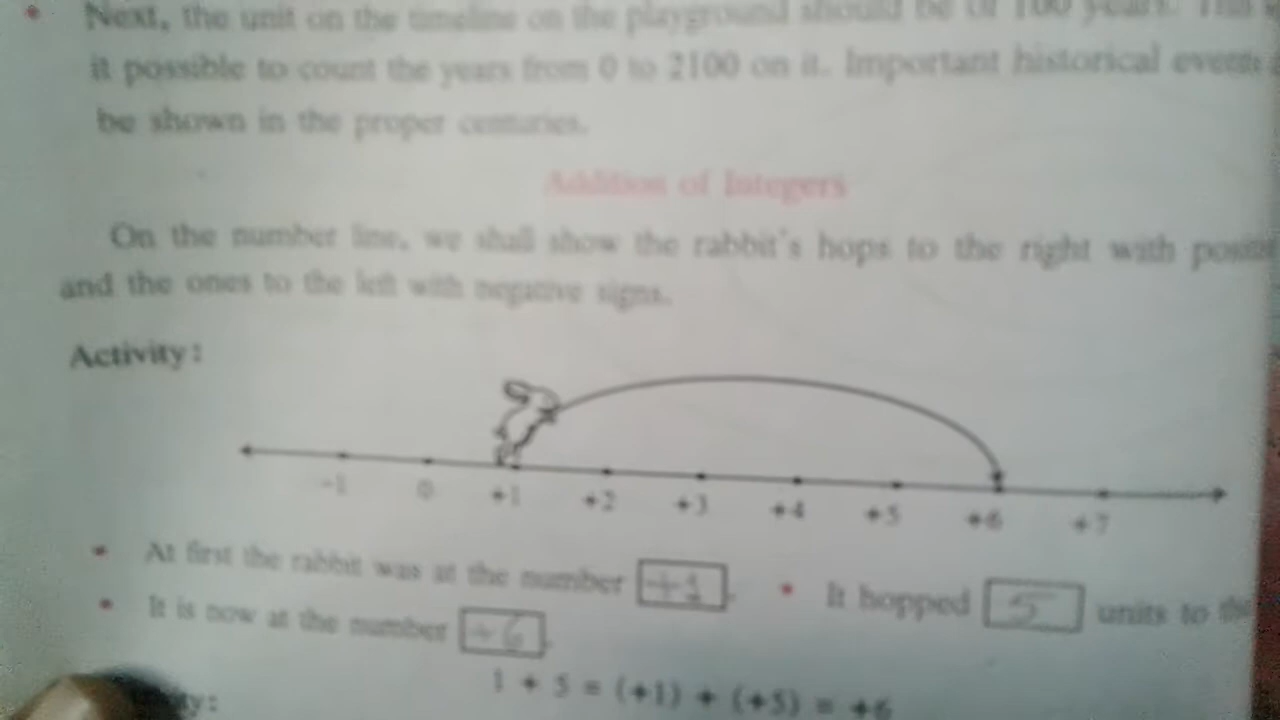 Next, the unit on the timeline on the playground should be of 100 years. This
it possible to count the years from 0 to 2100 on it. Important historical events
be shown in the proper centuries.
Addition of Integers
On the number line, we shall show the rabbit's hops to the right with
and the ones to the left with negative signs.
Activity:
-1 0 +1 +2 +3 +4 +5 +6 +7
At first the rabbit was at the number +1. It hopped 5 units to the
It is now at the number +6.
1 + 5 = (+1) + (+5) = +6